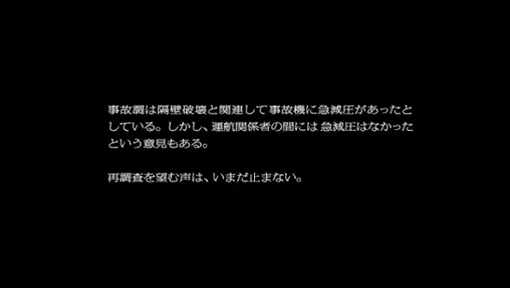 事故調は隔壁破壊と関連して事故機に急減圧があったと
している。しかし、運航関係者の間には急減圧はなかった
という意見もある。
再調査を望む声は、いまだ止まない。